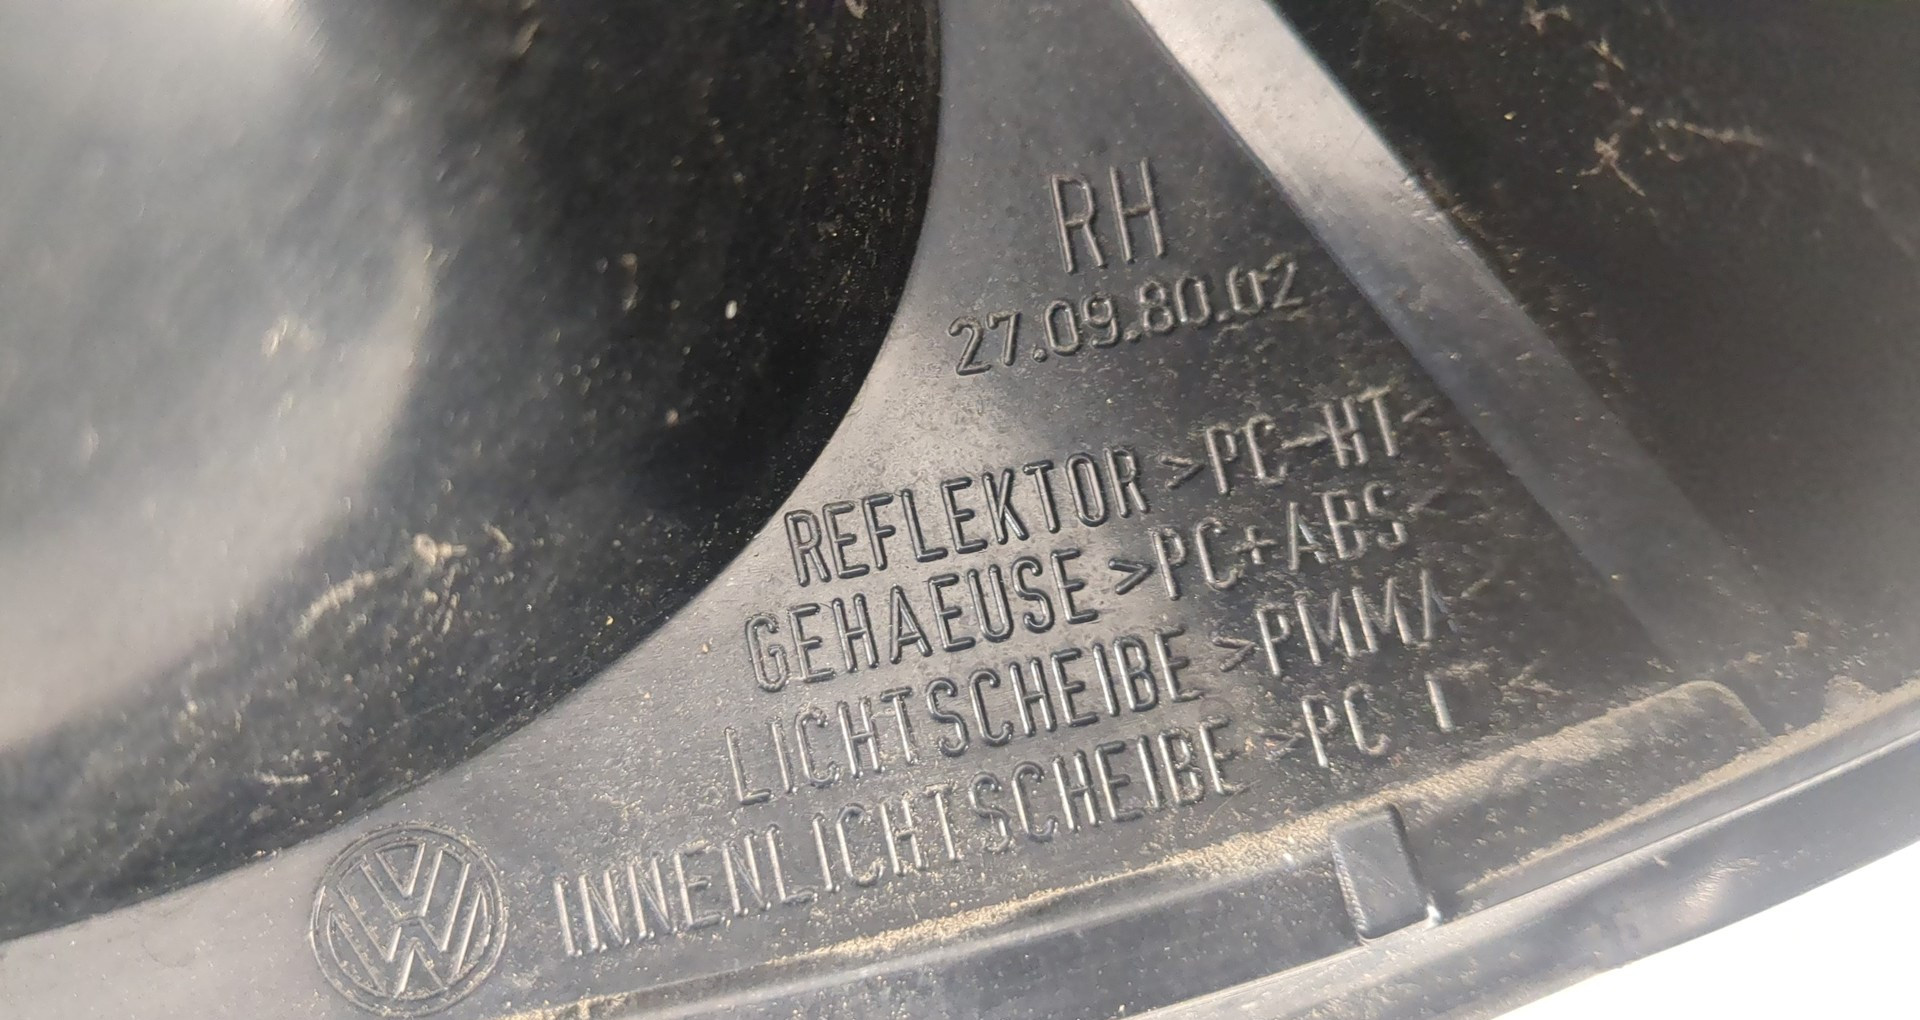 RH
27.09.80.02
REFLEKTOR >PC-HT<
GEHAEUSE >PC+ABS<
LICHTSCHEIBE >PMMA
INNENLICHTSCHEIBE >PC